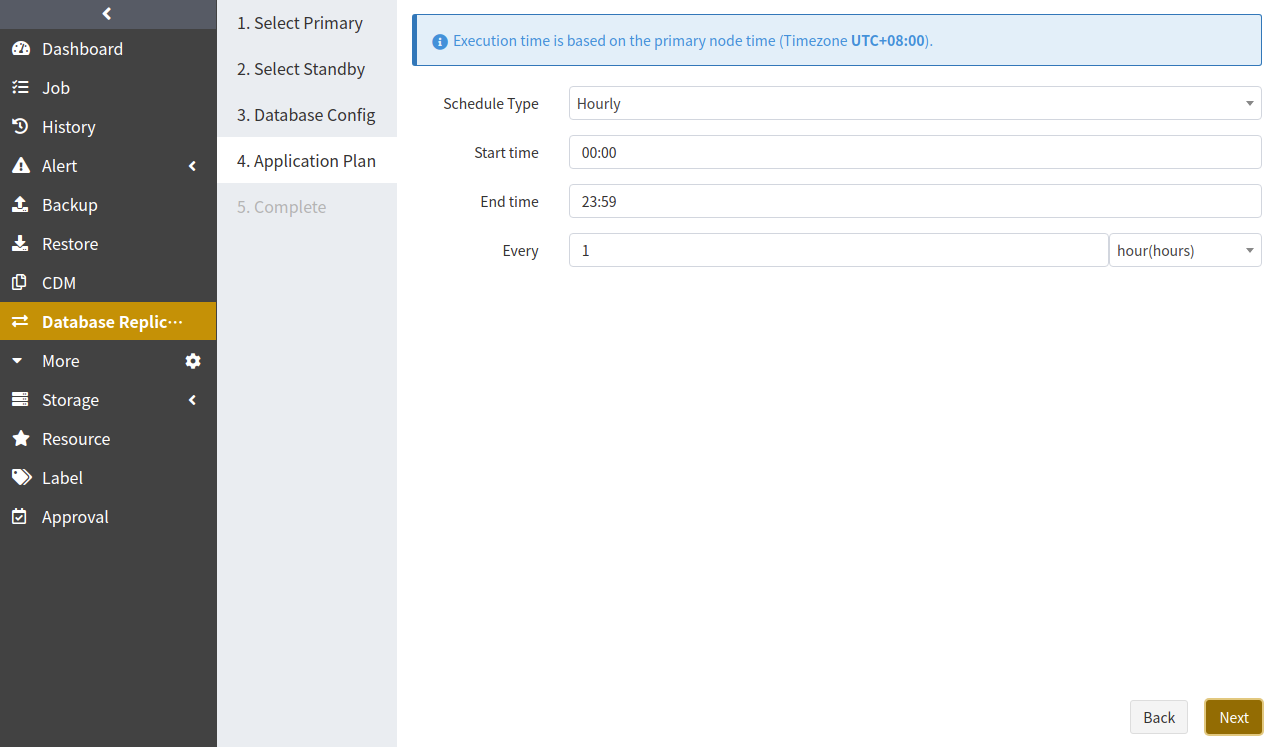 Dashboard
Job
History
Alert
Backup
Restore
CDM
Database Replic···
More
Storage
Resource
Label
Approval
1. Select Primary
2. Select Standby
3. Database Config
4. Application Plan
5. Complete
Execution time is based on the primary node time (Timezone UTC+08:00).
Schedule Type Hourly
Start time 00:00
End time 23:59
Every 1 hour(hours)
Back Next